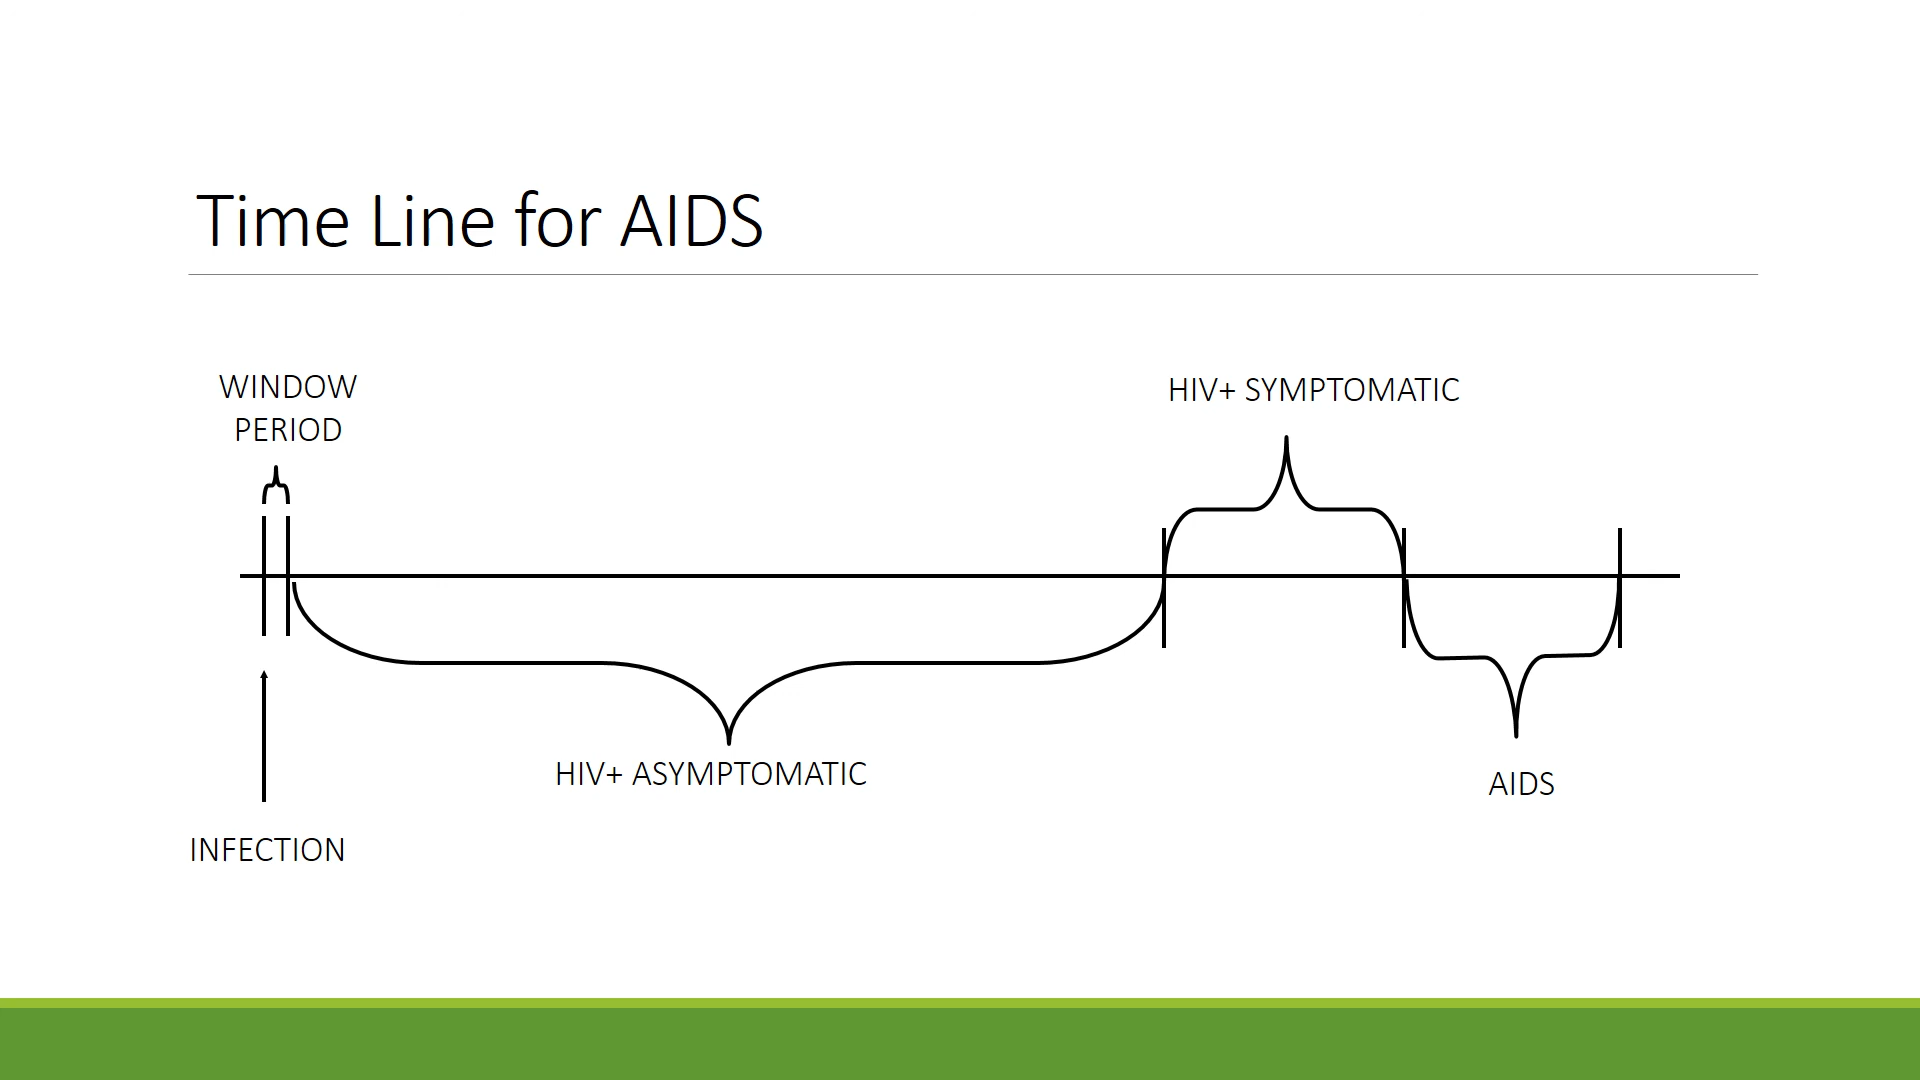 Time Line for AIDS
WINDOW
PERIOD
HIV+ SYMPTOMATIC
HIV+ ASYMPTOMATIC
AIDS
INFECTION